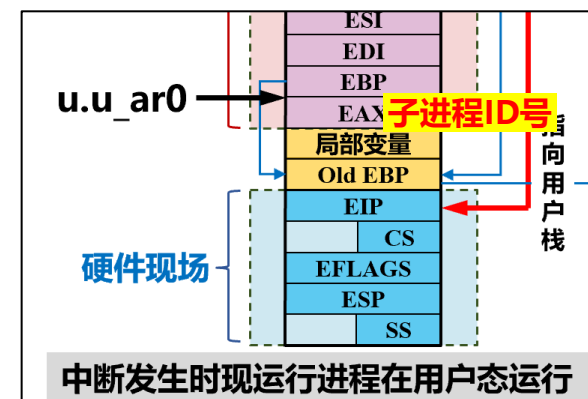 ESI
EDI
EBP
u.u_ar0
EAX
子进程ID号
局部变量
Old EBP
指向用户栈
EIP
CS
硬件现场
EFLAGS
ESP
SS
中断发生时现运行进程在用户态运行